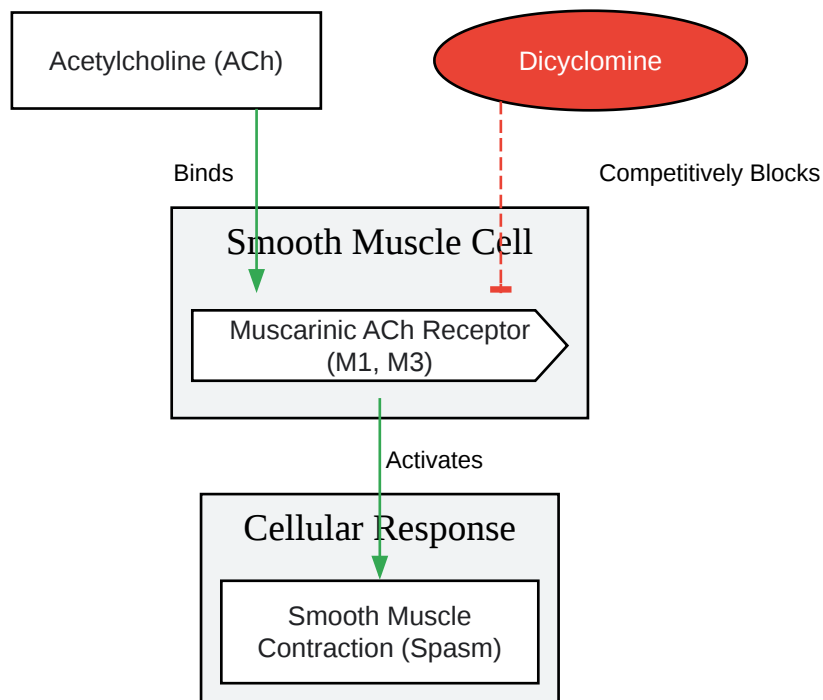 Acetylcholine (ACh)
Dicyclomine
Binds
Competitively Blocks
Smooth Muscle Cell
Muscarinic ACh Receptor
(M1, M3)
Activates
Cellular Response
Smooth Muscle
Contraction (Spasm)